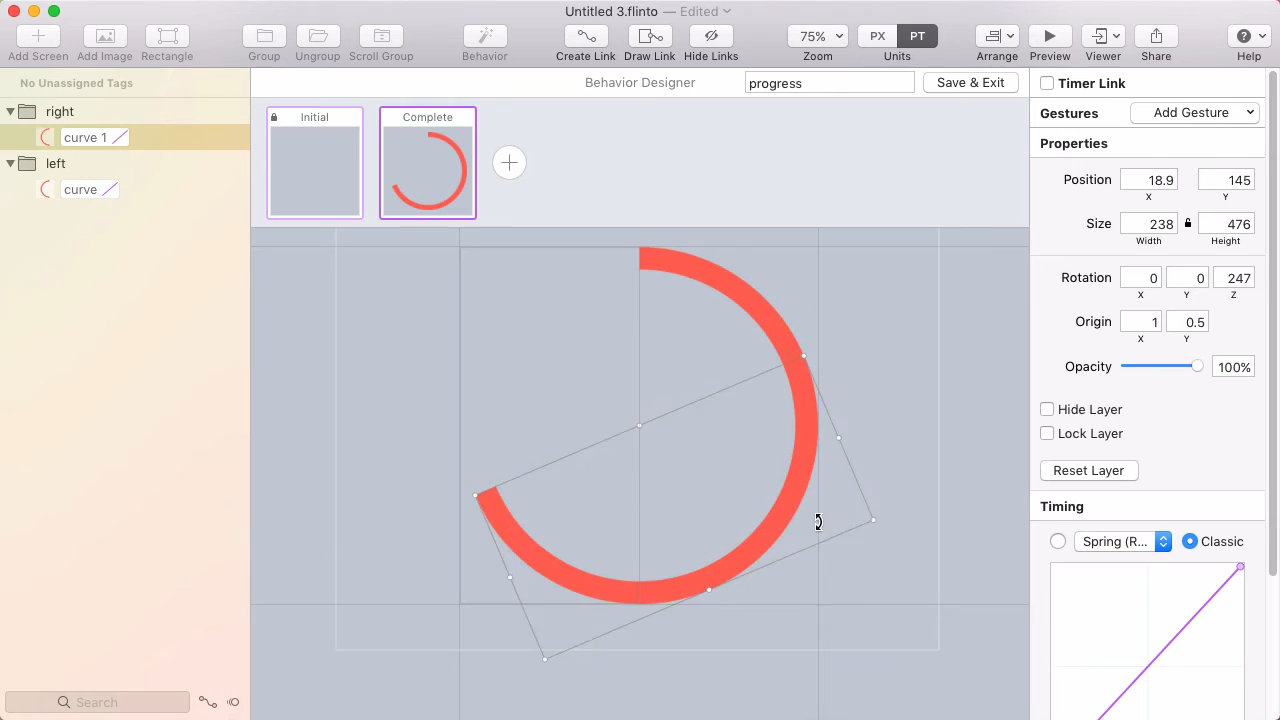 Untitled 3.flinto — Edited
Add Screen Add Image Rectangle Group Ungroup Scroll Group Behavior Create Link Draw Link Hide Links 75% Zoom PX PT Units Arrange Preview Viewer Share Help
No Unassigned Tags
Behavior Designer progress Save & Exit
Timer Link
right
curve 1
left
curve
Initial Complete
Gestures Add Gesture
Properties
Position 18.9 145
X Y
Size 238 476
Width Height
Rotation 0 0 247
X Y Z
Origin 1 0.5
X Y
Opacity 100%
Hide Layer
Lock Layer
Reset Layer
Timing
Spring (R... Classic
Search